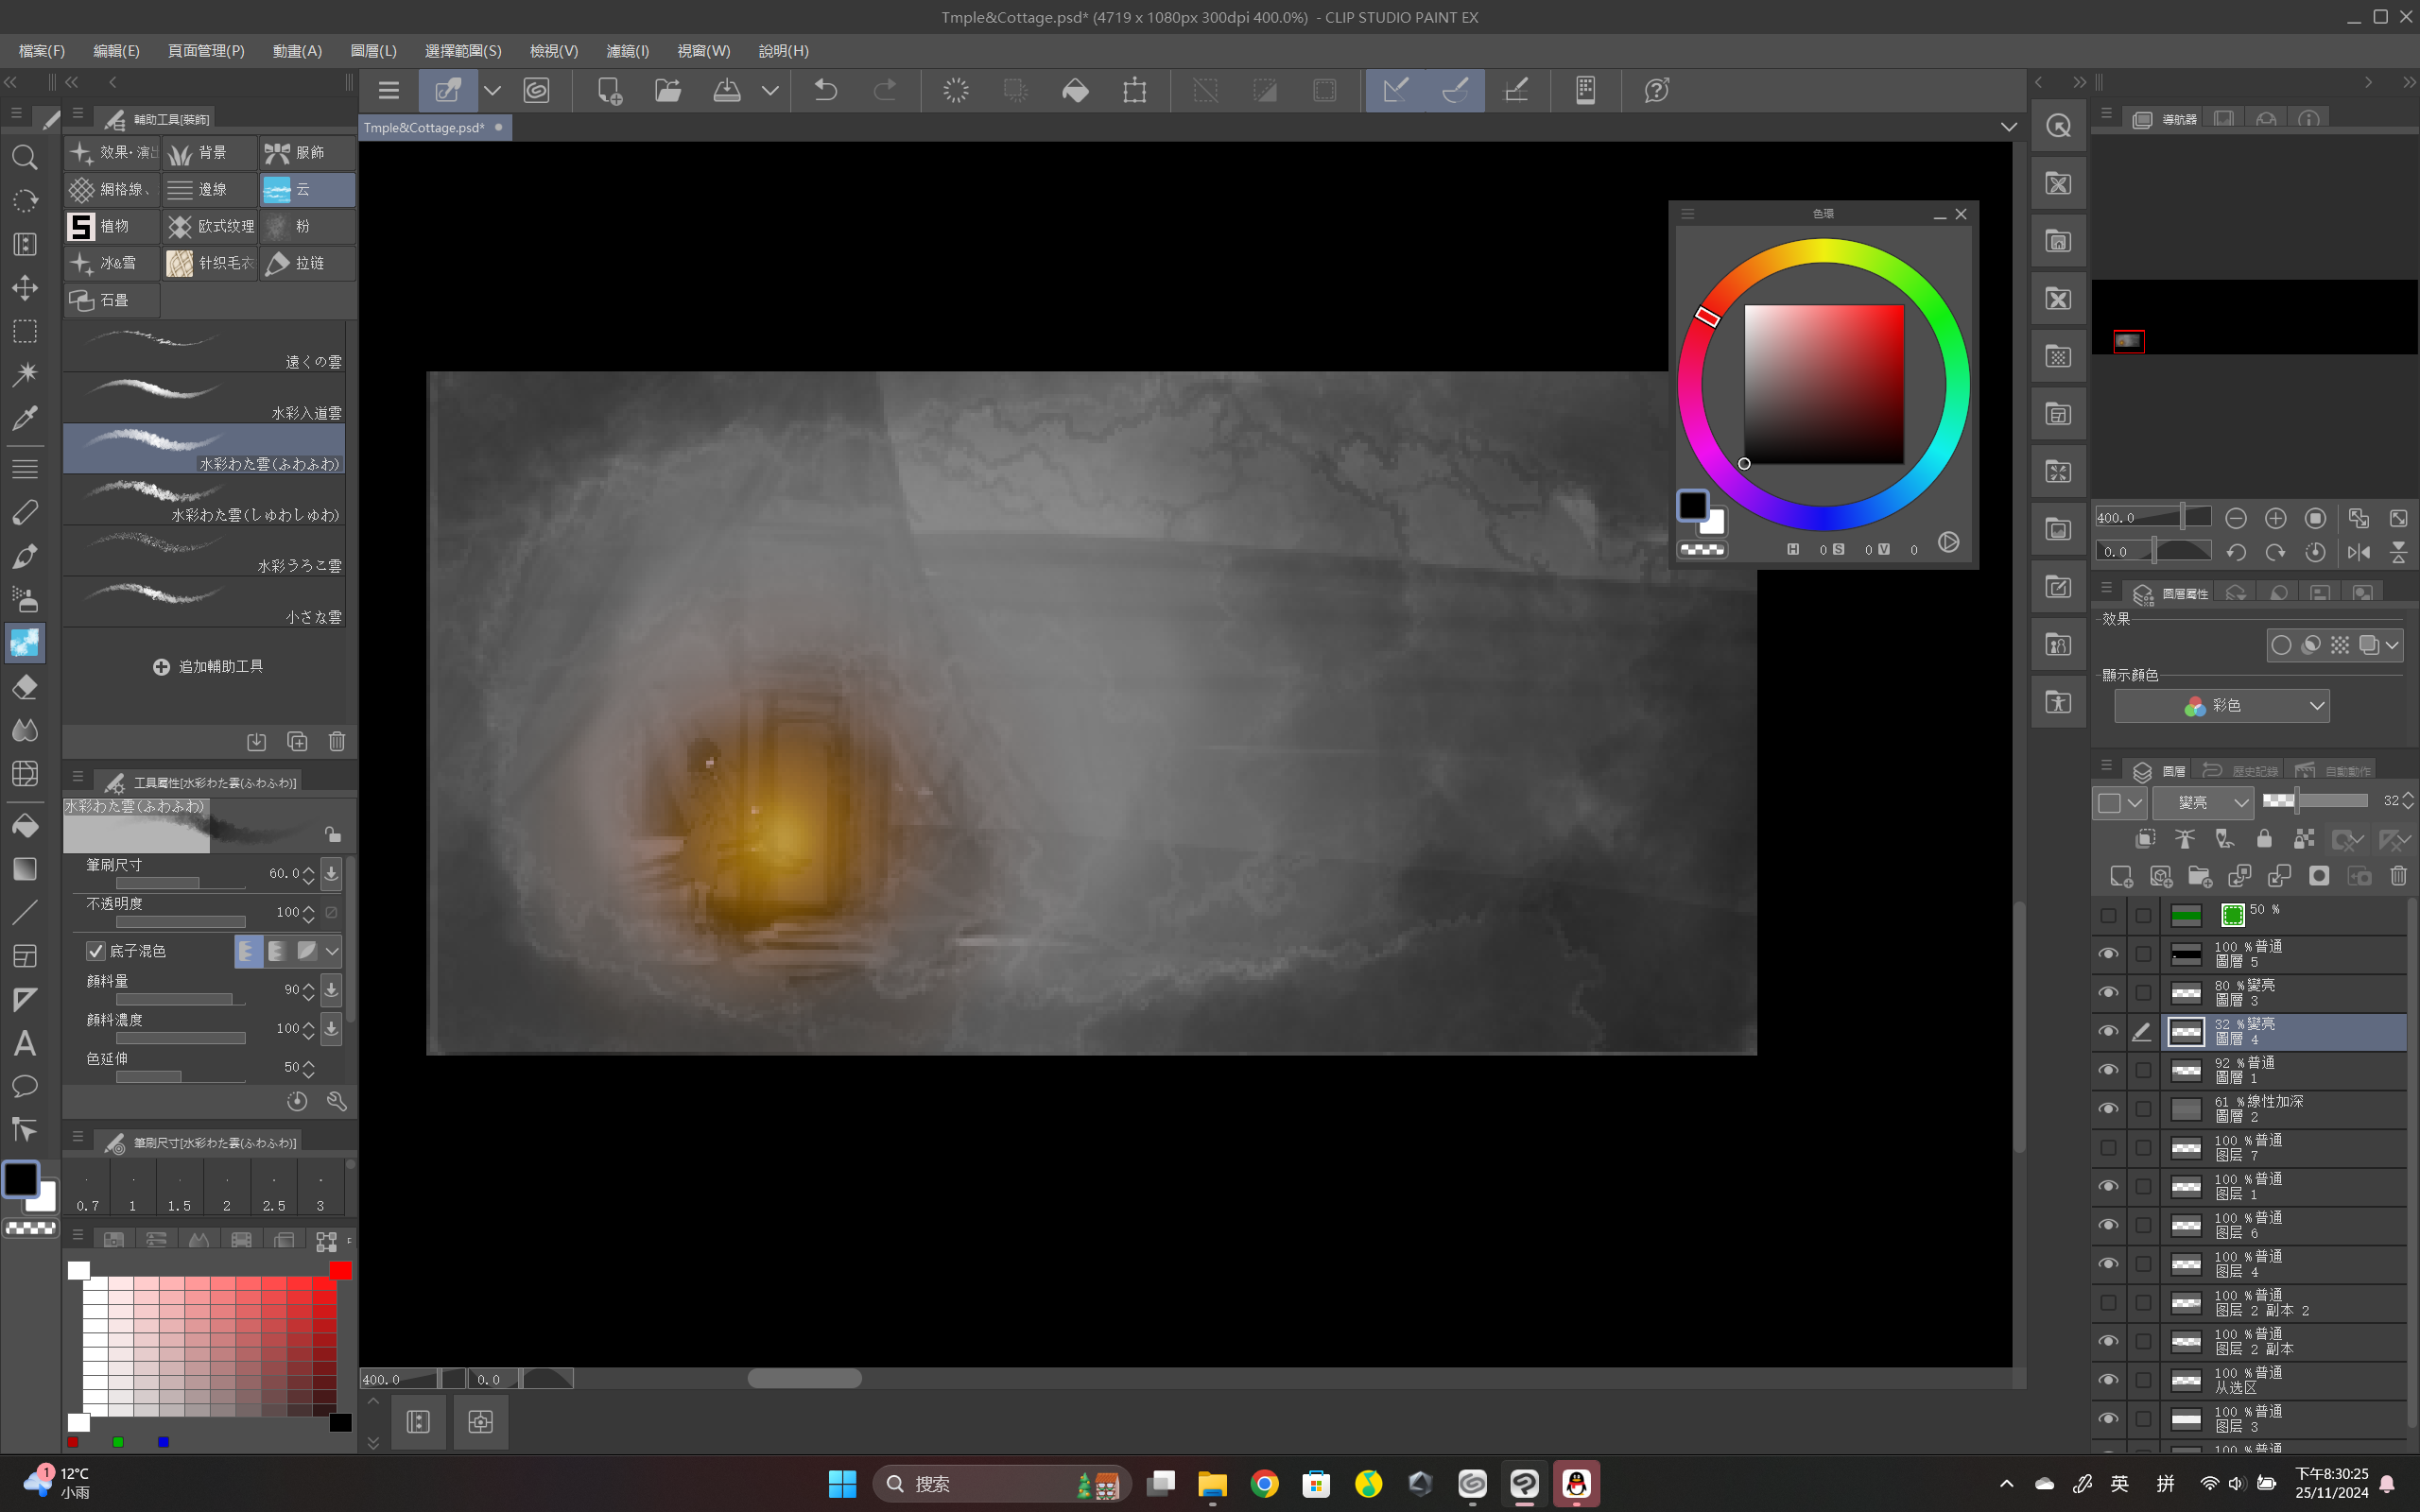 Tmple&Cottage.psd* (4719 x 1080px 300dpi 400.0%) - CLIP STUDIO PAINT EX
檔案(F) 編輯(E) 頁面管理(P) 動畫(A) 圖層(L) 選擇範圍(S) 檢視(V) 濾鏡(I) 視窗(W) 說明(H)
Tmple&Cottage.psd*
輔助工具[裝飾]
效果·演出 背景 服飾
網格線、 邊線 云
植物 欧式纹理 粉
冰&雪 针织毛衣 拉链
石畳
遠くの雲
水彩入道雲
水彩わた雲(ふわふわ)
水彩わた雲(しゅわしゅわ)
水彩うろこ雲
小さな雲
追加輔助工具
工具屬性[水彩わた雲(ふわふわ)]
水彩わた雲(ふわふわ)
筆刷尺寸 60.0
不透明度 100
底子混色
顏料量 90
顏料濃度 100
色延伸 50
筆刷尺寸[水彩わた雲(ふわふわ)]
0.7 1 1.5 2 2.5 3
400.0 0.0
色環
H 0 S 0 V 0
導航器
400.0
0.0
圖層屬性
效果
顯示顏色
彩色
圖層 歷史記錄 自動動作
變亮 32
50 %
100 %普通
圖層 5
80 %變亮
圖層 3
32 %變亮
圖層 4
92 %普通
圖層 1
61 %線性加深
圖層 2
100 %普通
图层 7
100 %普通
图层 1
100 %普通
图层 6
100 %普通
图层 4
100 %普通
图层 2 副本 2
100 %普通
图层 2 副本
100 %普通
从选区
100 %普通
图层 3
100 %普通
1
12°C
小雨
搜索
英 拼
下午8:30:25
25/11/2024